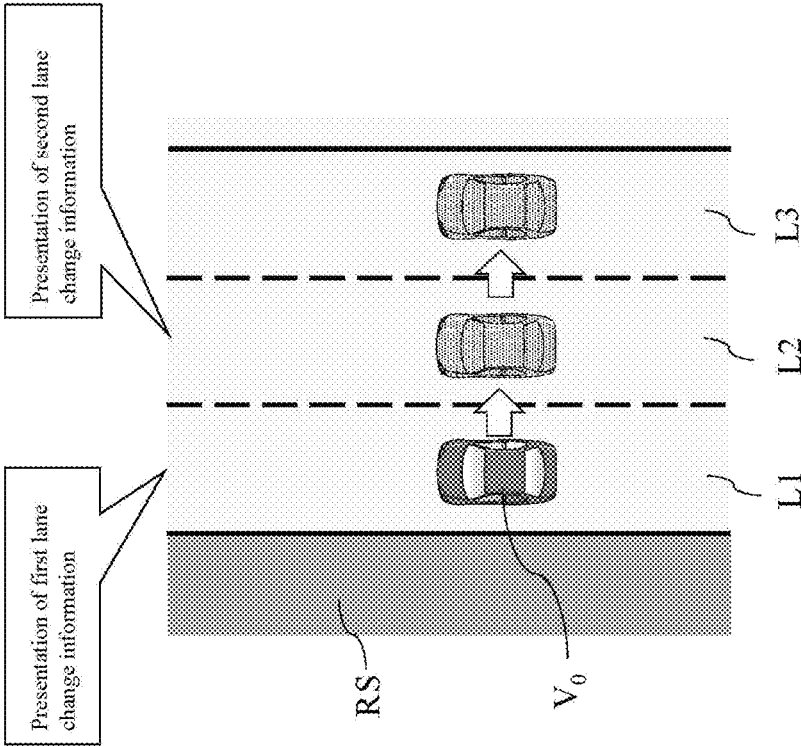 Presentation of first lane
change information
Presentation of second lane
change information
RS
V₀
L1
L2
L3